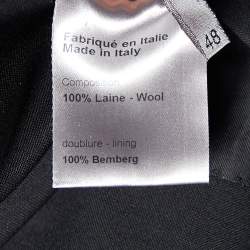 Fabriqué en Italie
Made in Italy
48
Composition
100% Laine - Wool
doublure - lining
100% Bemberg